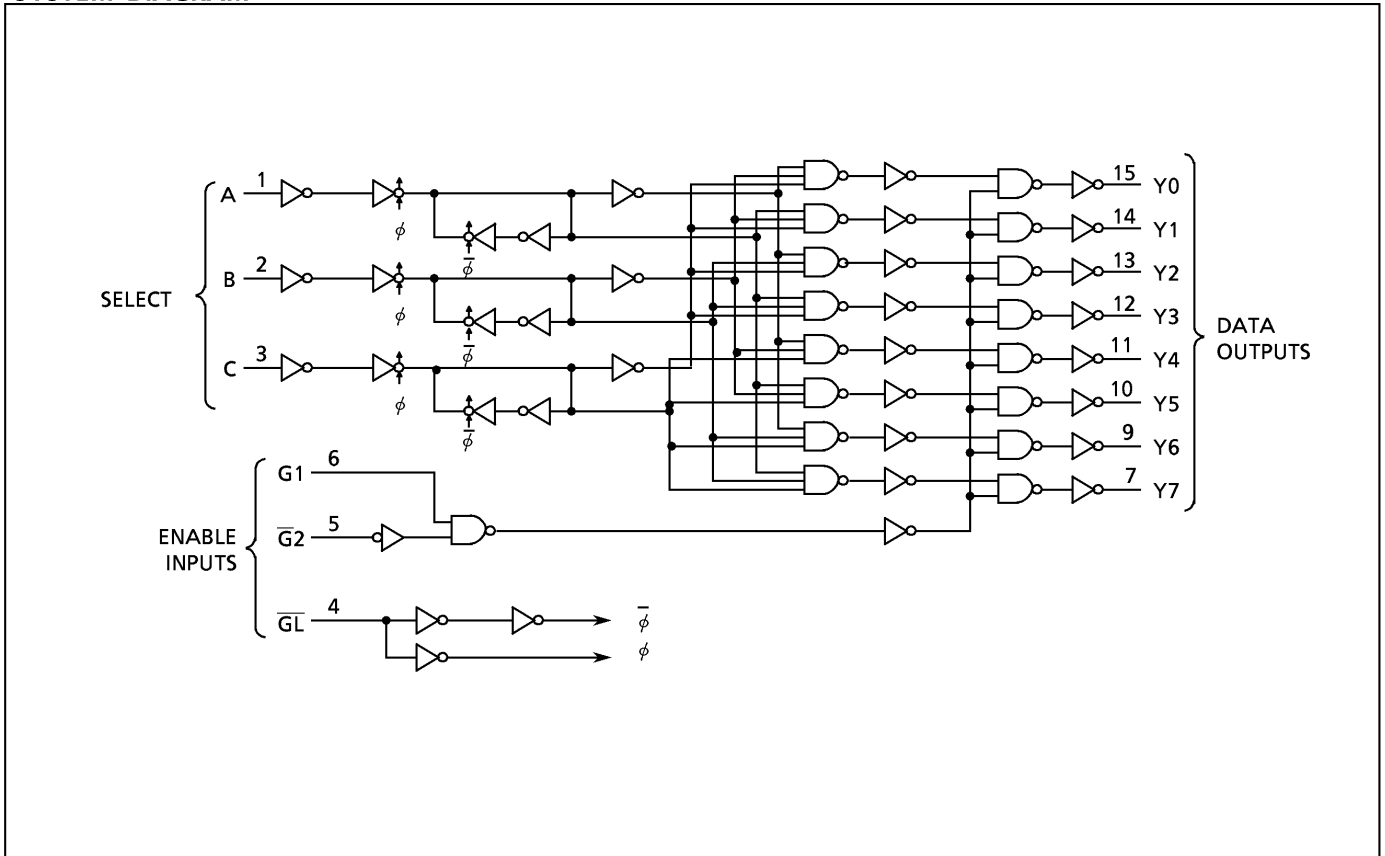 A 1
ϕ
ϕ̅
B 2
ϕ
ϕ̅
C 3
ϕ
ϕ̅
SELECT
G1 6
G̅2 5
ENABLE
INPUTS
G̅L̅ 4
ϕ̅
ϕ
15 Y0
14 Y1
13 Y2
12 Y3
11 Y4
10 Y5
9 Y6
7 Y7
DATA
OUTPUTS